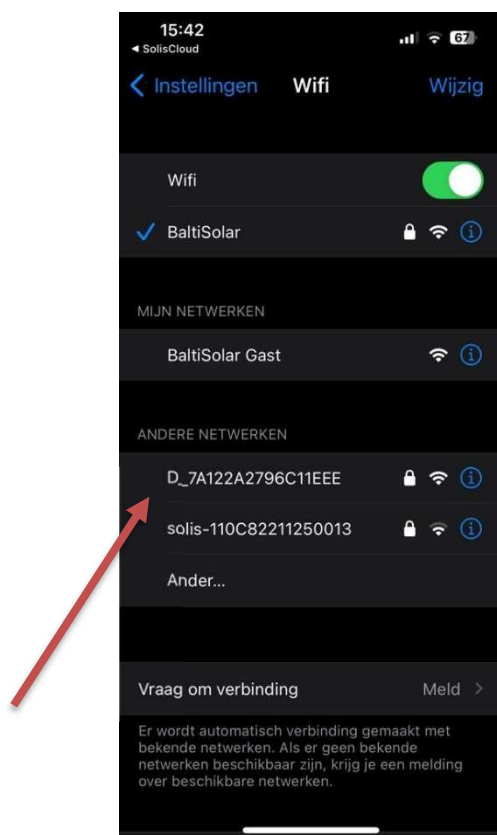 15:42
67
◀ SolisCloud
Instellingen Wifi Wijzig
Wifi
BaltiSolar
MIJN NETWERKEN
BaltiSolar Gast
ANDERE NETWERKEN
D_7A122A2796C11EEE
solis-110C82211250013
Ander...
Vraag om verbinding Meld >
Er wordt automatisch verbinding gemaakt met
bekende netwerken. Als er geen bekende
netwerken beschikbaar zijn, krijg je een melding
over beschikbare netwerken.